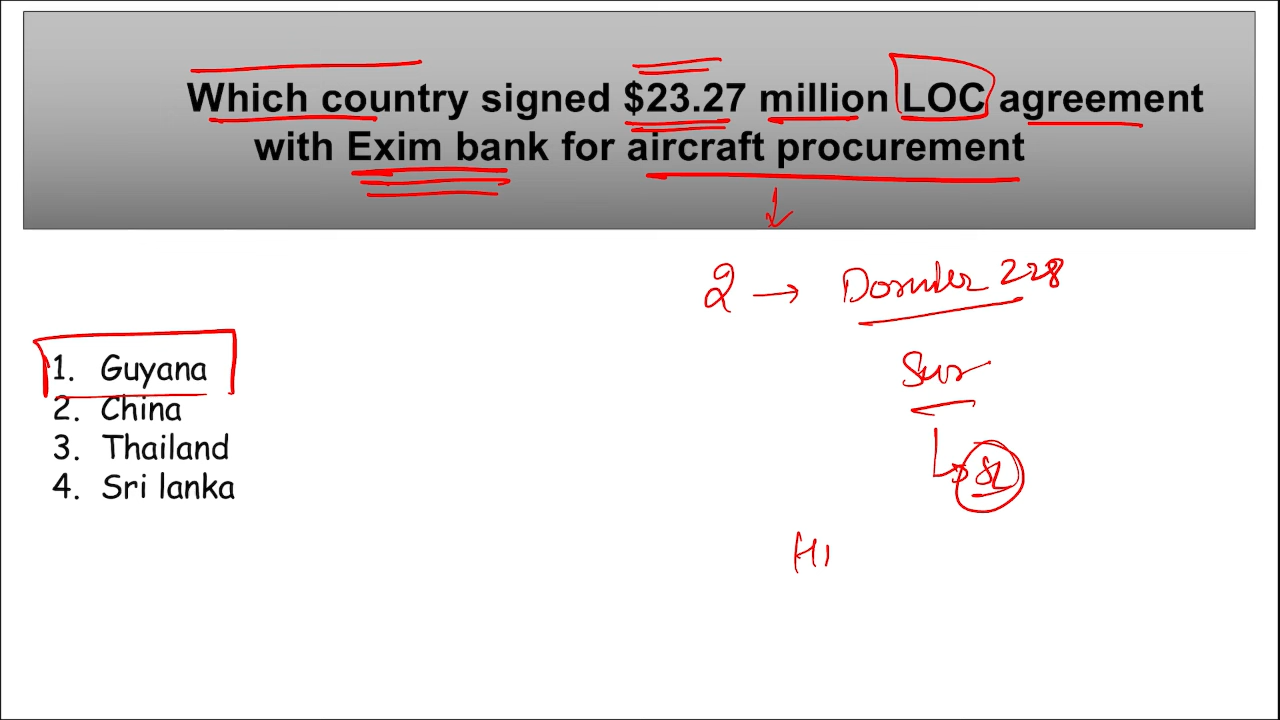 Which country signed $23.27 million LOC agreement
with Exim bank for aircraft procurement
2 → Dornier 228
1. Guyana
2. China
3. Thailand
4. Sri lanka
SL